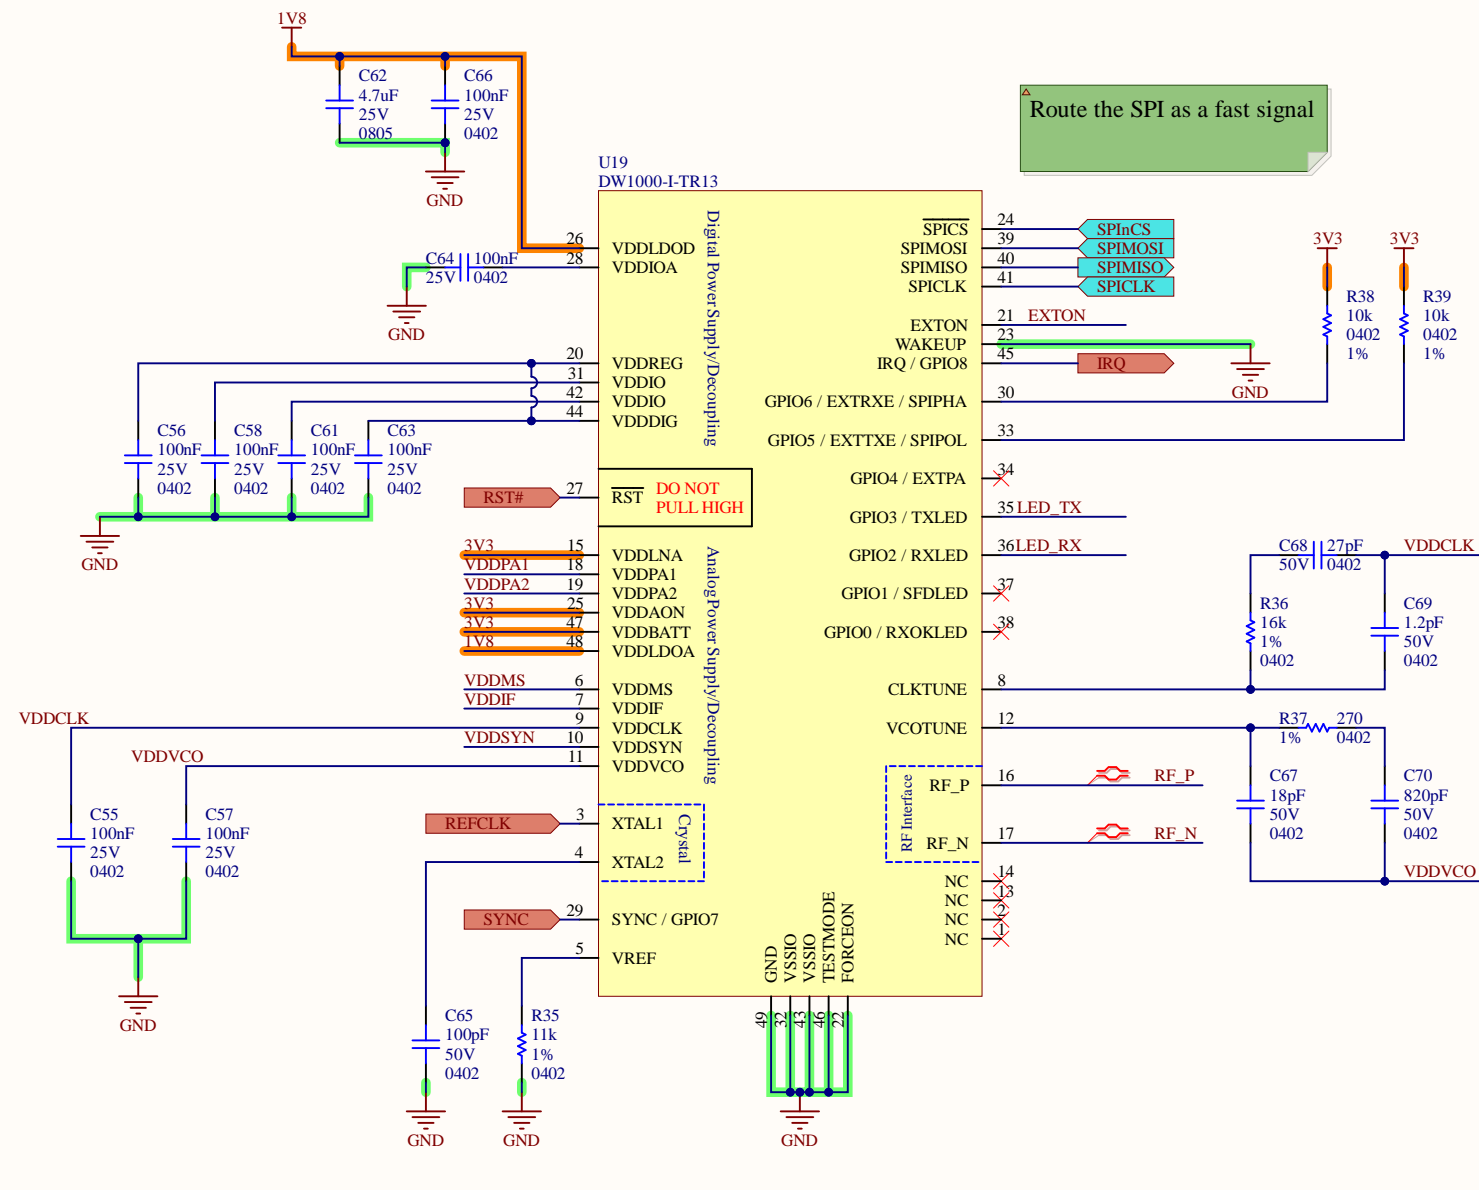 1V8
C62
4.7uF
25V
0805
C66
100nF
25V
0402
GND
Route the SPI as a fast signal
U19
DW1000-I-TR13
Digital Power Supply/Decoupling
26 VDDLDOD
28 VDDIOA
C64 100nF
25V 0402
GND
20 VDDREG
31 VDDIO
42 VDDIO
44 VDDDIG
C56
100nF
25V
0402
C58
100nF
25V
0402
C61
100nF
25V
0402
C63
100nF
25V
0402
GND
RST# 27 RST
DO NOT
PULL HIGH
Analog Power Supply/Decoupling
3V3 15 VDDLNA
VDDPA1 18 VDDPA1
VDDPA2 19 VDDPA2
3V3 25 VDDAON
3V3 47 VDDBATT
1V8 48 VDDLDOA
VDDMS 6 VDDMS
VDDIF 7 VDDIF
VDDCLK 9 VDDCLK
VDDSYN 10 VDDSYN
VDDVCO 11 VDDVCO
C55
100nF
25V
0402
C57
100nF
25V
0402
GND
REFCLK 3 XTAL1
4 XTAL2
Crystal
SYNC 29 SYNC / GPIO7
5 VREF
C65
100pF
50V
0402
GND
R35
11k
1%
0402
GND
SPICS 24 SPInCS
SPIMOSI 39 SPIMOSI
SPIMISO 40 SPIMISO
SPICLK 41 SPICLK
EXTON 21 EXTON
WAKEUP 23
GND
IRQ / GPIO8 45 IRQ
GPIO6 / EXTRXE / SPIPHA 30
GPIO5 / EXTTXE / SPIPOL 33
3V3
R38
10k
0402
1%
3V3
R39
10k
0402
1%
GPIO4 / EXTPA 34
GPIO3 / TXLED 35 LED_TX
GPIO2 / RXLED 36 LED_RX
GPIO1 / SFDLED 37
GPIO0 / RXOKLED 38
CLKTUNE 8
C68 27pF
50V 0402
VDDCLK
R36
16k
1%
0402
C69
1.2pF
50V
0402
VCOTUNE 12
R37 270
1% 0402
C67
18pF
50V
0402
C70
820pF
50V
0402
VDDVCO
RF Interface
RF_P 16 RF_P
RF_N 17 RF_N
NC 14
NC 13
NC 2
NC 1
GND 49
VSSIO 32
VSSIO 43
TESTMODE 46
FORCEON 22
GND